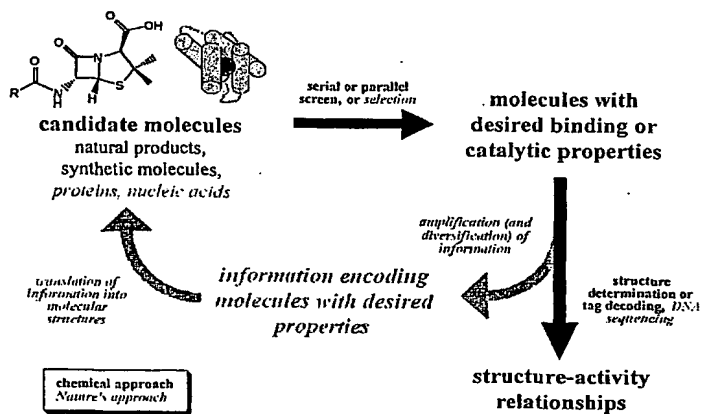 O
OH
N
O
S
R
N
H
H
candidate molecules
natural products,
synthetic molecules,
proteins, nucleic acids
serial or parallel
screen, or selection
molecules with
desired binding or
catalytic properties
amplification (and
diversification) of
information
translation of
information into
molecular
structures
information encoding
molecules with desired
properties
structure
determination or
tag decoding, DNA
sequencing
chemical approach
Nature's approach
structure-activity
relationships